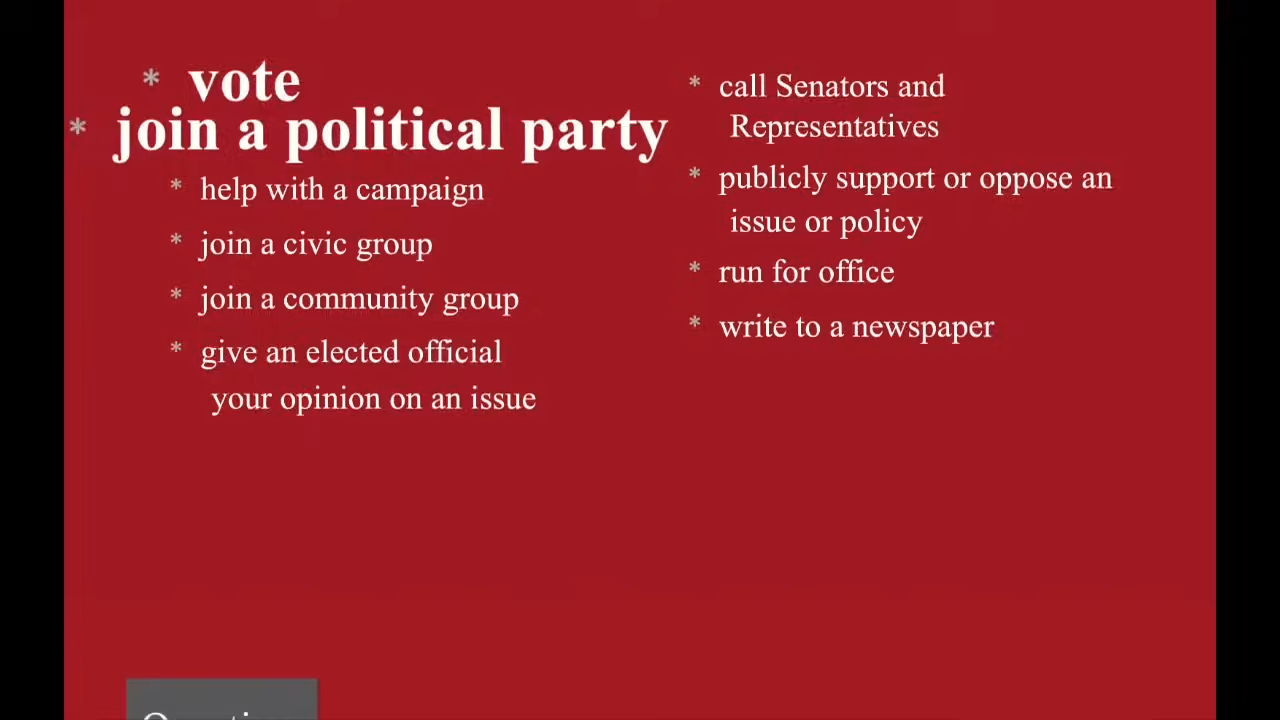 * vote
* join a political party
* help with a campaign
* join a civic group
* join a community group
* give an elected official
your opinion on an issue
* call Senators and
Representatives
* publicly support or oppose an
issue or policy
* run for office
* write to a newspaper